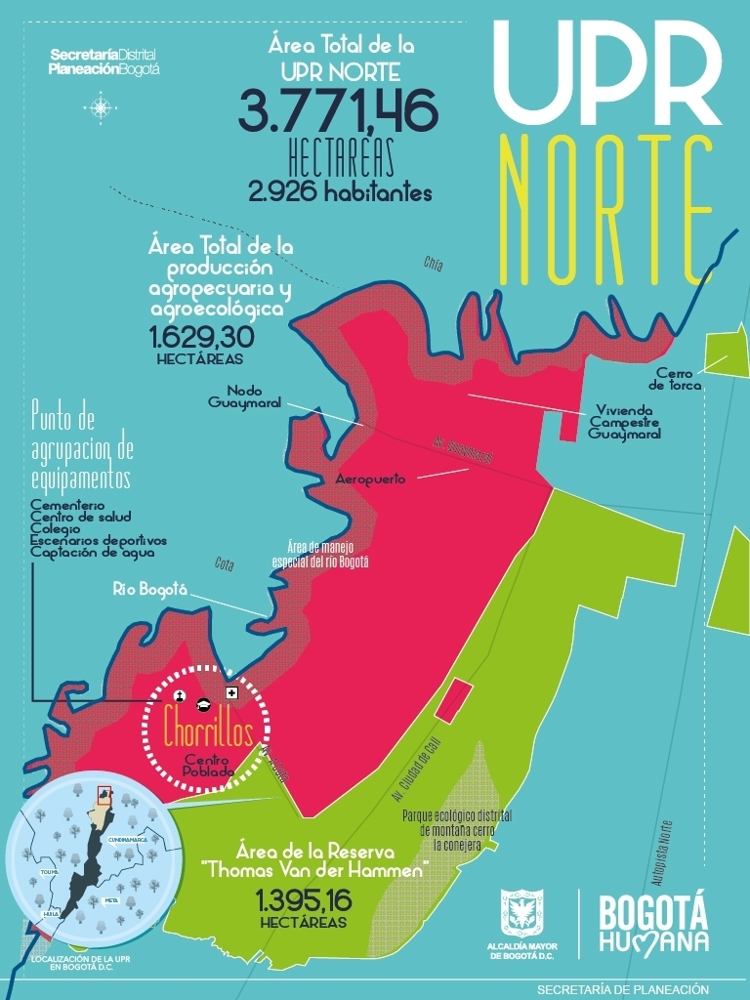 SecretaríaDistrital
PlaneaciónBogotá
Área Total de la
UPR NORTE
3.771,46
HECTAREAS
2.926 habitantes
UPR
NORTE
Área Total de la
producción
agropecuaria y
agroecológica
1.629,30
HECTÁREAS
Chía
Cerro
de torca
Nodo
Guaymaral
Vivienda
Campestre
Guaymaral
Av. Guaymaral
Aeropuerto
Punto de
agrupacion de
equipamentos
Cementerio
Centro de salud
Colegio
Escenarios deportivos
Captación de agua
Área de manejo
especial del río Bogotá
Cota
Río Bogotá
Chorrillos
Centro
Poblado
Av. Ciudad de Cali
Parque ecológico distrital
de montaña cerro
la conejera
Autopista Norte
Área de la Reserva
"Thomas Van der Hammen"
1.395,16
HECTÁREAS
CUNDINAMARCA
TOLIMA
META
HUILA
LOCALIZACIÓN DE LA UPR
EN BOGOTÁ D.C.
ALCALDÍA MAYOR
DE BOGOTÁ D.C.
BOGOTÁ
HUMANA
SECRETARÍA DE PLANEACIÓN